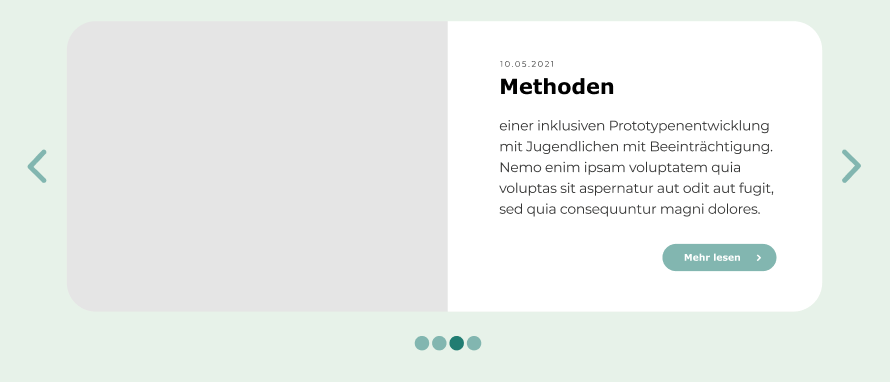 10.05.2021
Methoden
einer inklusiven Prototypenentwicklung
mit Jugendlichen mit Beeinträchtigung.
Nemo enim ipsam voluptatem quia
voluptas sit aspernatur aut odit aut fugit,
sed quia consequuntur magni dolores.
Mehr lesen